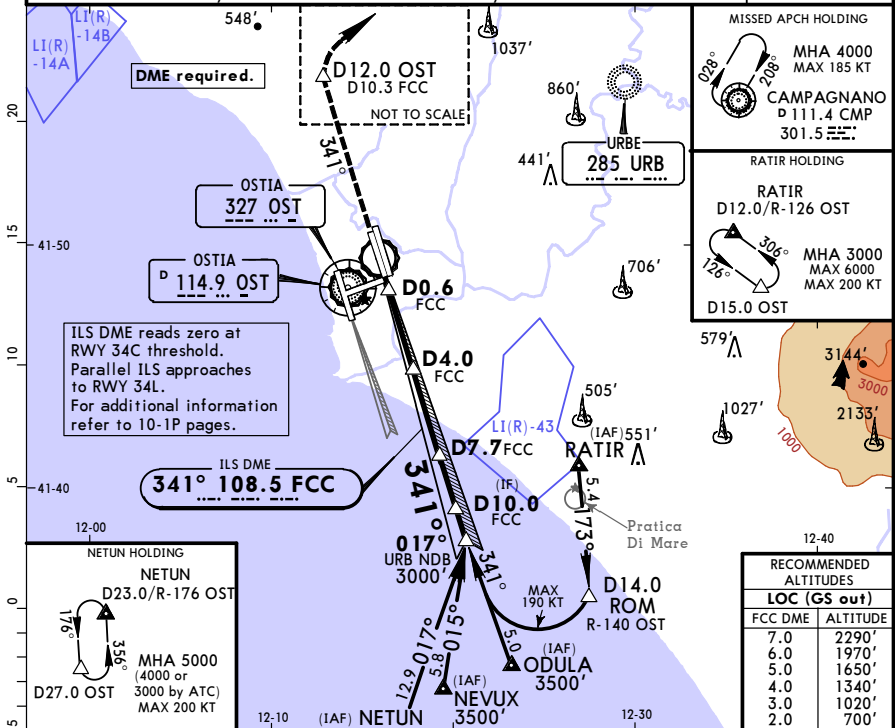 548'
LI(R)
-14B
LI(R)
-14A
DME required.
D12.0 OST
D10.3 FCC
NOT TO SCALE
1037'
860'
441'
URBE
285 URB
MISSED APCH HOLDING
028°
208°
MHA 4000
MAX 185 KT
CAMPAGNANO
D 111.4 CMP
301.5
RATIR HOLDING
RATIR
D12.0/R-126 OST
126°
306°
MHA 3000
MAX 6000
MAX 200 KT
D15.0 OST
341°
OSTIA
327 OST
OSTIA
D 114.9 OST
20
15
10
5
0
5
41-50
41-40
706'
D0.6
FCC
D4.0
FCC
ILS DME reads zero at
RWY 34C threshold.
Parallel ILS approaches
to RWY 34L.
For additional information
refer to 10-1P pages.
579'
3144'
3000
2133'
1027'
1000
505'
LI(R)-43
(IAF)
551'
RATIR
D7.7 FCC
ILS DME
341° 108.5 FCC
341°
(IF)
D10.0
FCC
5.4
173°
Pratica
Di Mare
017°
URB NDB
3000'
341°
MAX
190 KT
D14.0
ROM
R-140 OST
12-00
12-40
NETUN HOLDING
NETUN
D23.0/R-176 OST
176°
356°
MHA 5000
(4000 or
3000 by ATC)
MAX 200 KT
D27.0 OST
12.9
017°
5.8
015°
5.0
(IAF)
ODULA
3500'
(IAF)
NEVUX
3500'
(IAF) NETUN
12-10
12-30
RECOMMENDED
ALTITUDES
LOC (GS out)
FCC DME ALTITUDE
7.0 2290'
6.0 1970'
5.0 1650'
4.0 1340'
3.0 1020'
2.0 700'